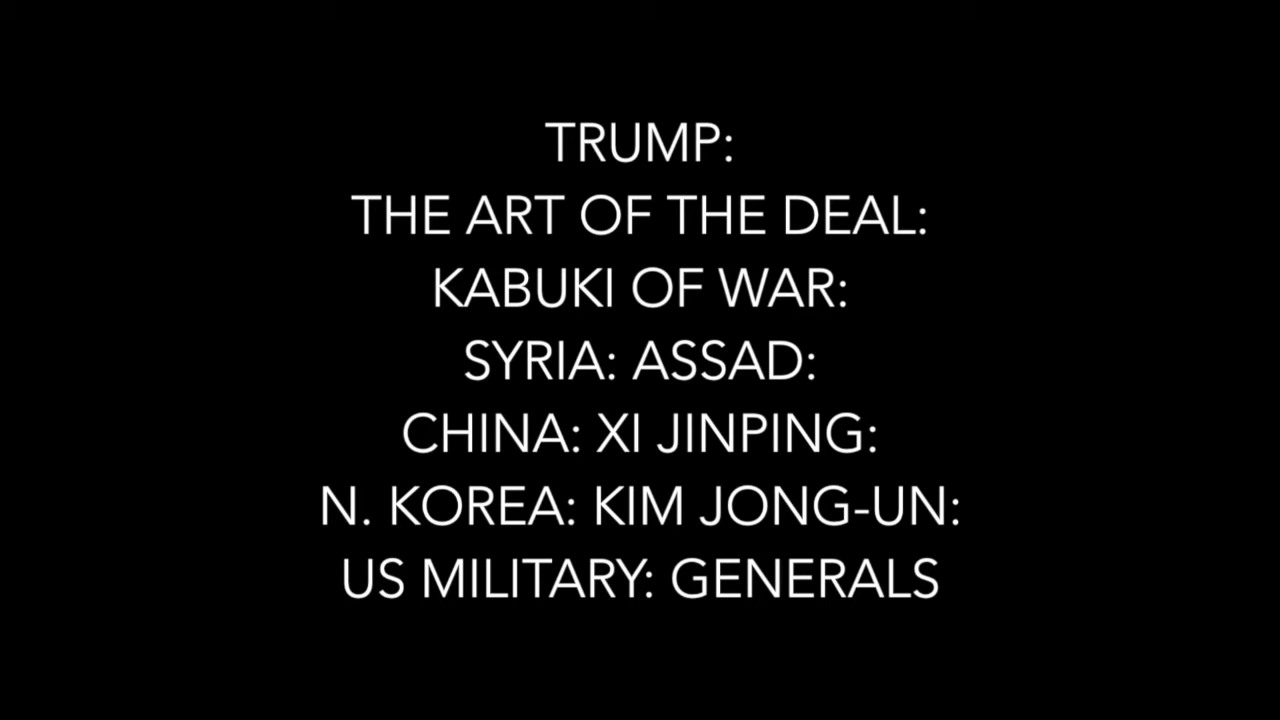 TRUMP:
THE ART OF THE DEAL:
KABUKI OF WAR:
SYRIA: ASSAD:
CHINA: XI JINPING:
N. KOREA: KIM JONG-UN:
US MILITARY: GENERALS